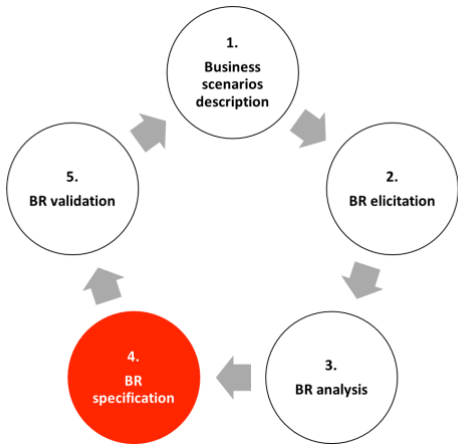 1.
Business
scenarios
description
2.
BR elicitation
3.
BR analysis
4.
BR
specification
5.
BR validation